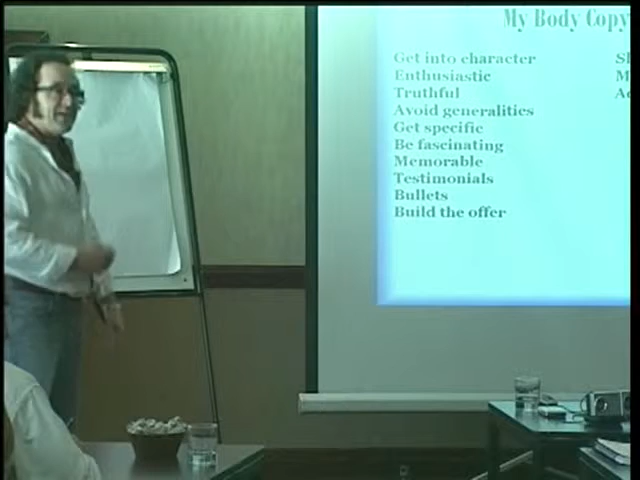 My Body Copy
Get into character
Enthusiastic
Truthful
Avoid generalities
Get specific
Be fascinating
Memorable
Testimonials
Bullets
Build the offer